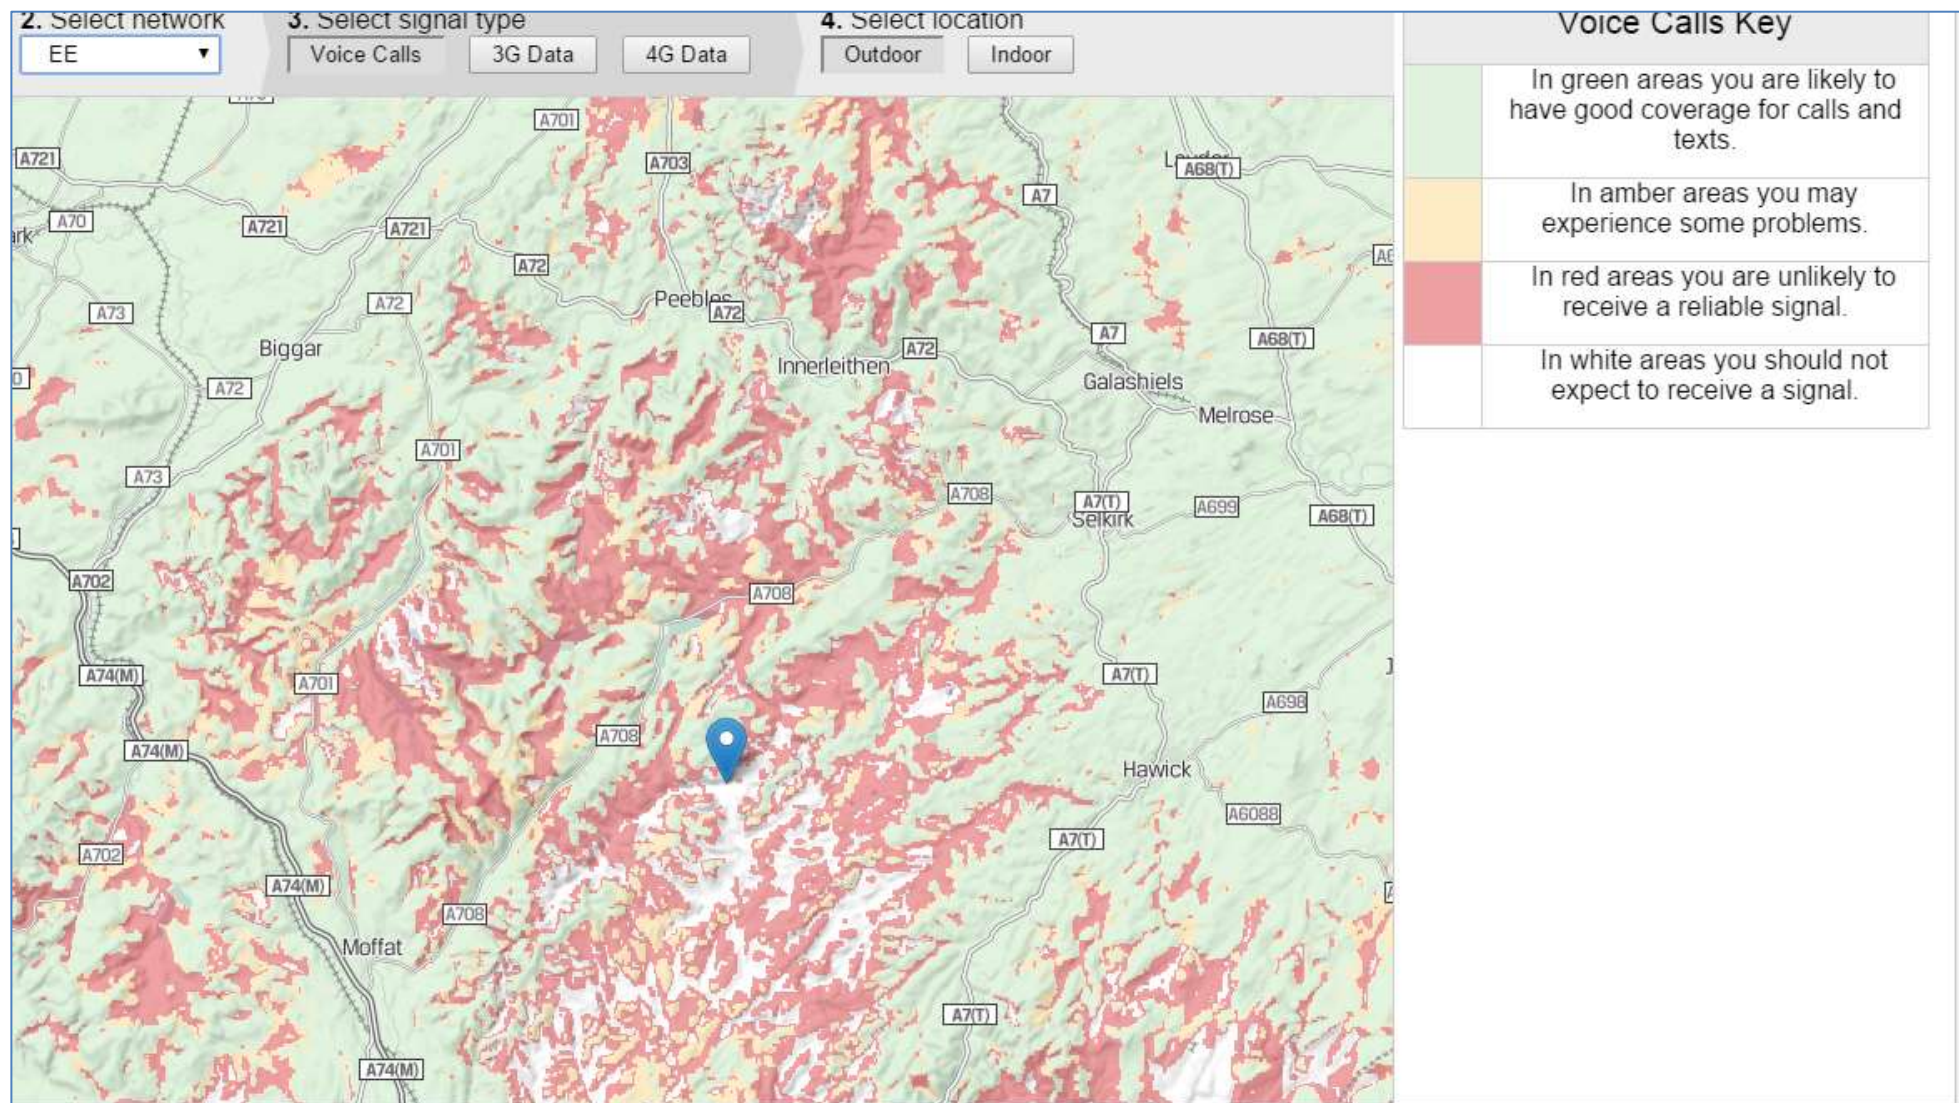 2. Select network
3. Select signal type
4. Select location
EE
Voice Calls
3G Data
4G Data
Outdoor
Indoor
Voice Calls Key
In green areas you are likely to
have good coverage for calls and
texts.
In amber areas you may
experience some problems.
In red areas you are unlikely to
receive a reliable signal.
In white areas you should not
expect to receive a signal.
A701
A721
A703
A68(T)
A7
A70
A721
A721
A72
A73
A72
Peebles
A72
A7
A68(T)
Biggar
A72
Innerleithen
A72
Galashiels
Melrose
A701
A73
A708
A7(T)
Selkirk
A699
A68(T)
A702
A708
A74(M)
A701
A7(T)
A698
A74(M)
A708
Hawick
A6088
A702
A7(T)
A74(M)
A708
Moffat
A7(T)
A74(M)